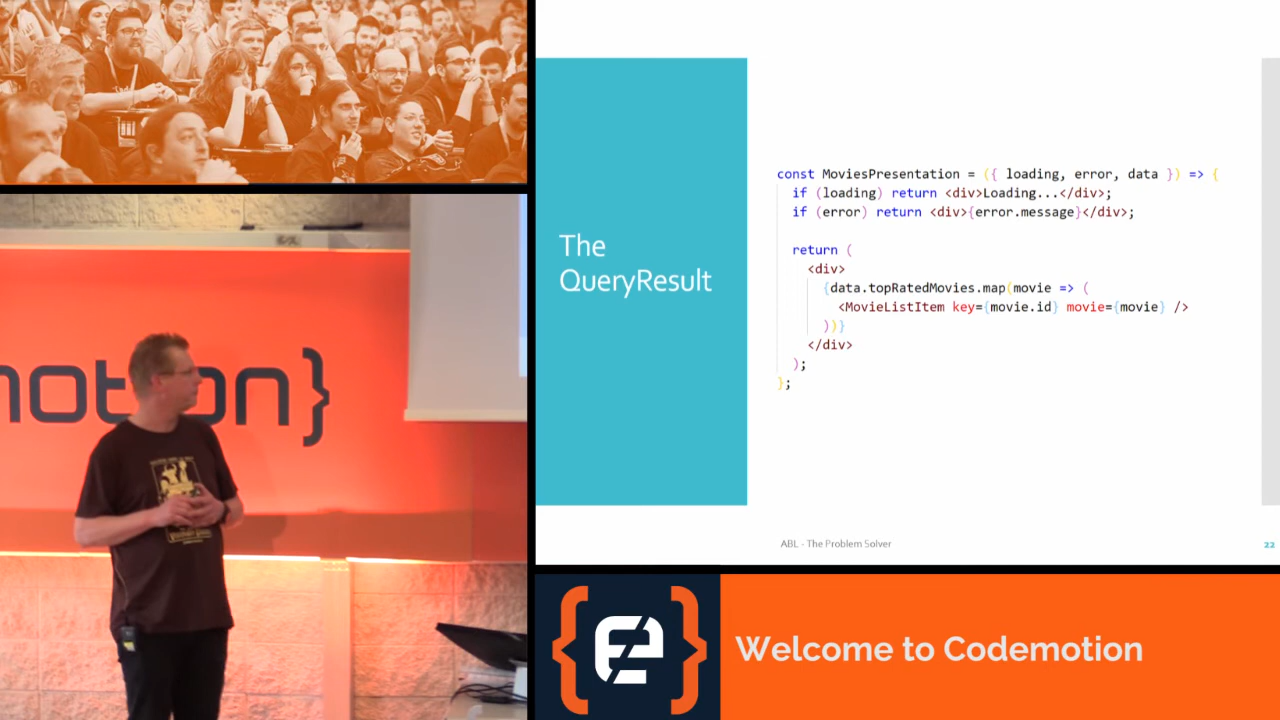 motion}
The
QueryResult
const MoviesPresentation = ({ loading, error, data }) => {
if (loading) return <div>Loading...</div>;
if (error) return <div>{error.message}</div>;
return (
<div>
{data.topRatedMovies.map(movie => (
<MovieListItem key={movie.id} movie={movie} />
))}
</div>
);
};
ABL - The Problem Solver
22
Welcome to Codemotion